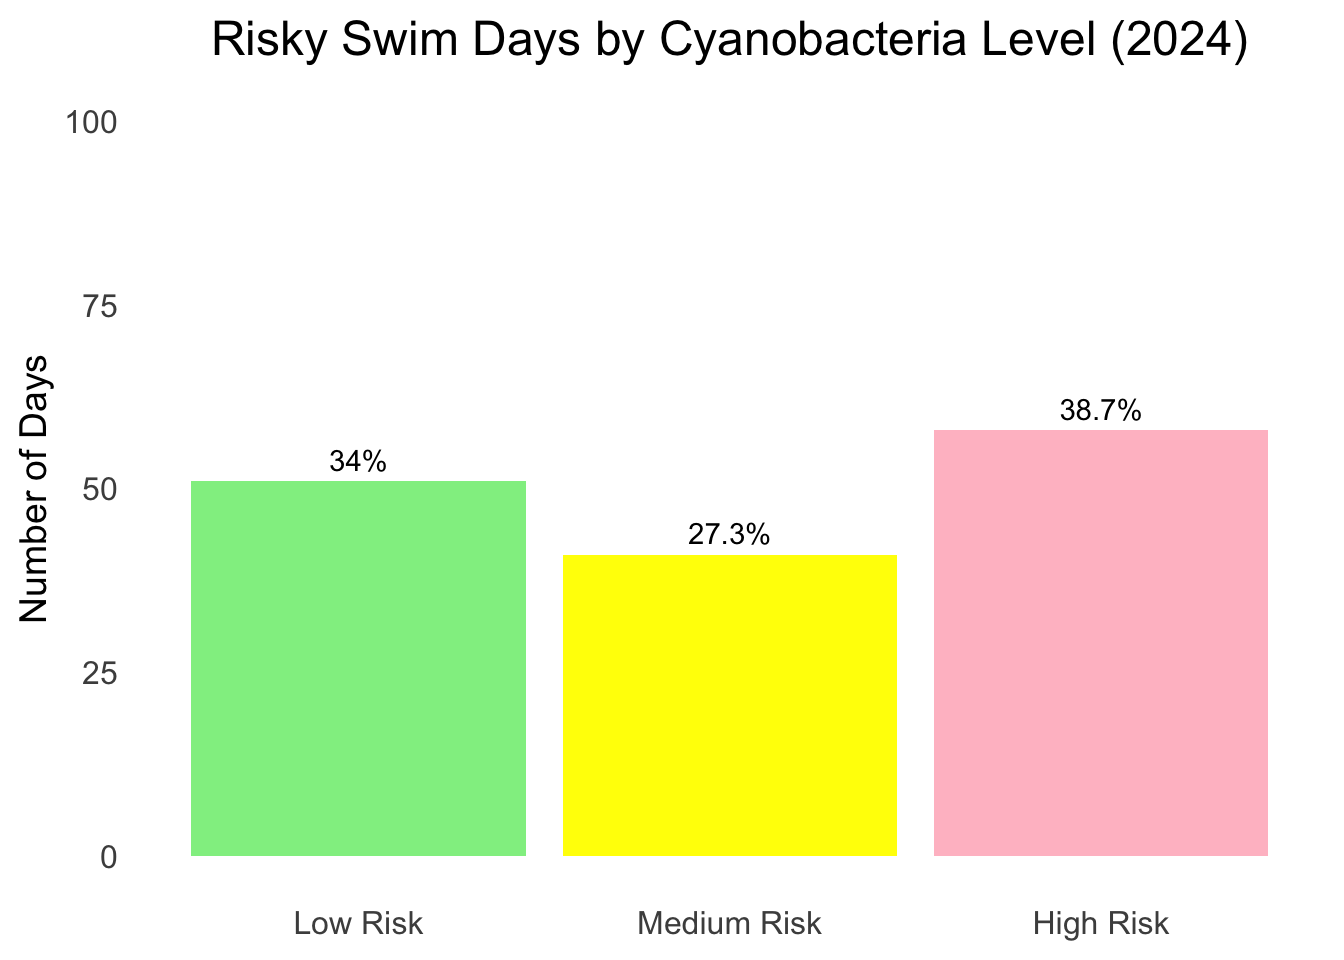 Risky Swim Days by Cyanobacteria Level (2024)
100
75
50
25
0
Number of Days
34%
27.3%
38.7%
Low Risk
Medium Risk
High Risk